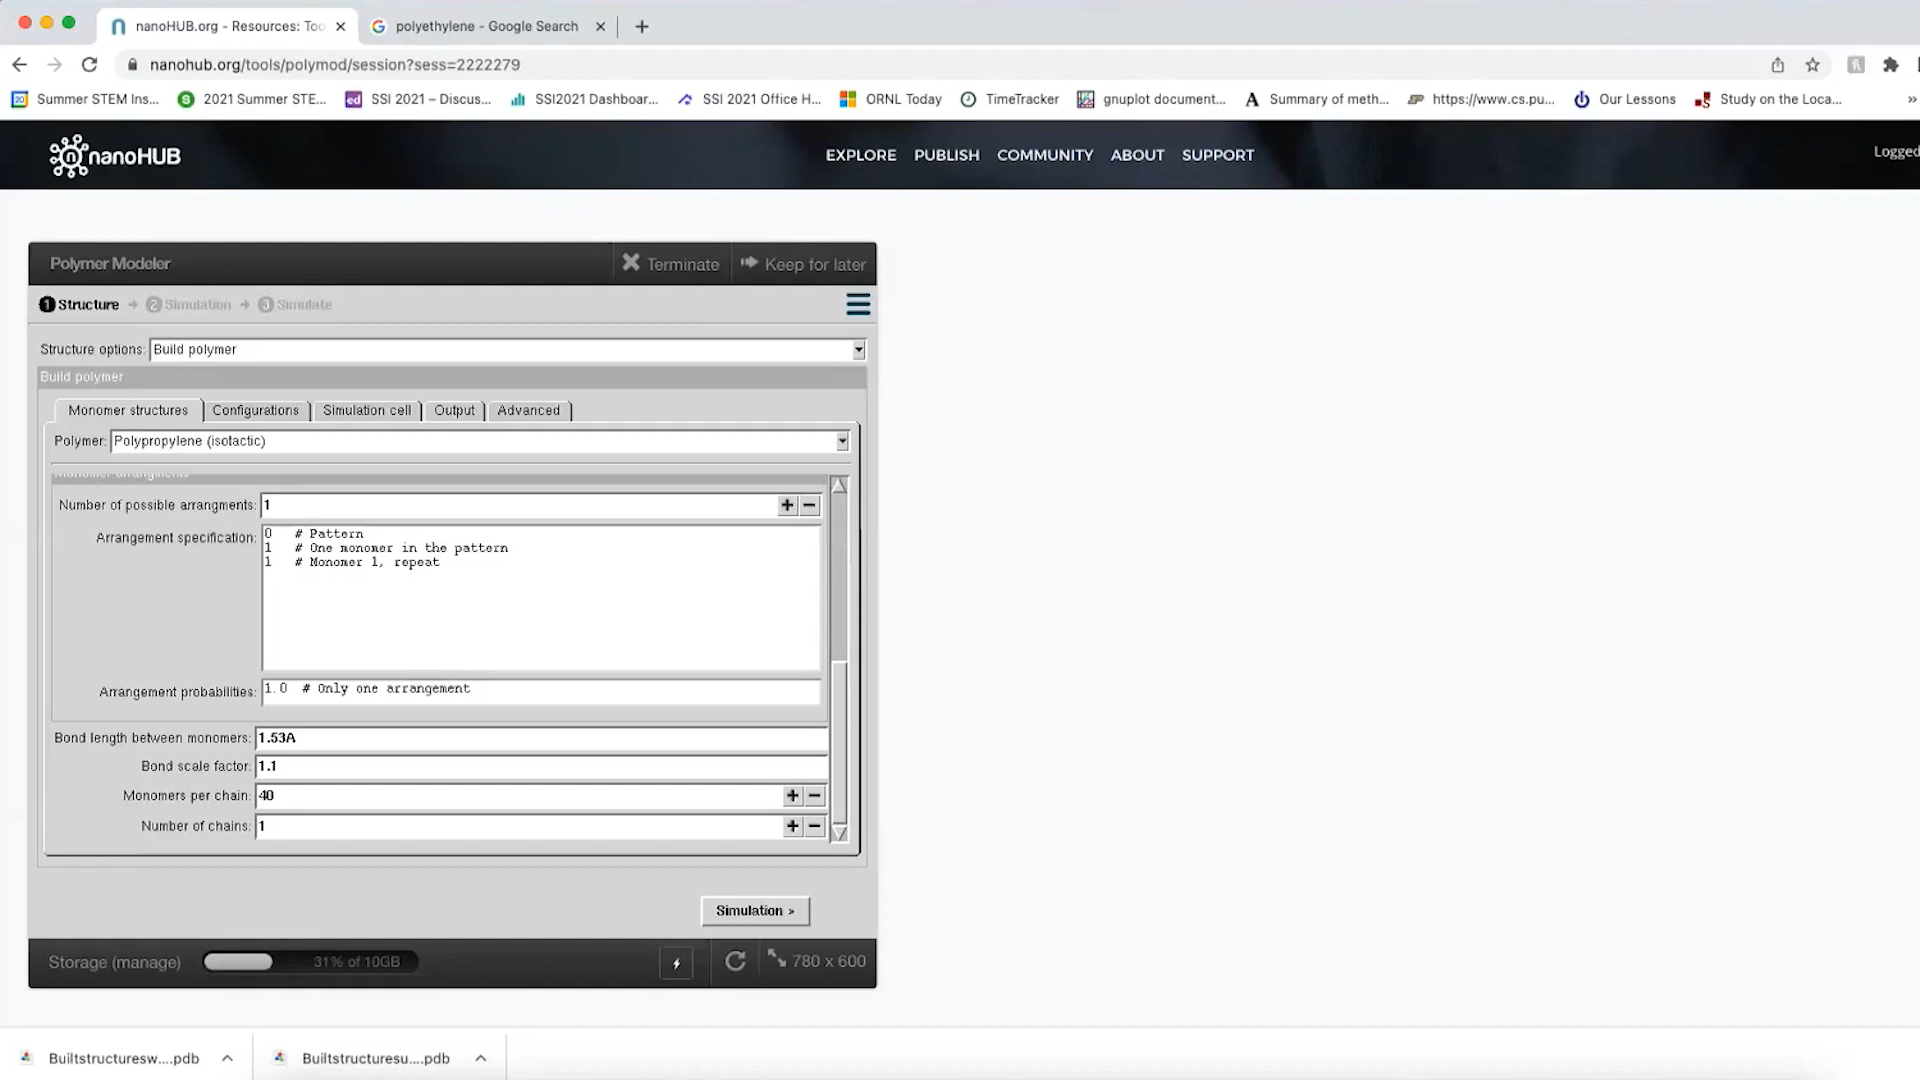 nanoHUB.org - Resources: Too
polyethylene - Google Search
nanohub.org/tools/polymod/session?sess=2222279
Summer STEM Ins...
2021 Summer STE...
SSI 2021 – Discus...
SSI2021 Dashboar...
SSI 2021 Office H...
ORNL Today
TimeTracker
gnuplot document...
Summary of meth...
https://www.cs.pu...
Our Lessons
Study on the Loca...
»
nanoHUB
EXPLORE PUBLISH COMMUNITY ABOUT SUPPORT
Logged
Polymer Modeler
Terminate
Keep for later
1 Structure → 2 Simulation → 3 Simulate
Structure options: Build polymer
Build polymer
Monomer structures Configurations Simulation cell Output Advanced
Polymer: Polypropylene (isotactic)
Monomer arrangments
Number of possible arrangments: 1
Arrangement specification: 0 # Pattern
1 # One monomer in the pattern
1 # Monomer 1, repeat
Arrangement probabilities: 1.0 # Only one arrangement
Bond length between monomers: 1.53A
Bond scale factor: 1.1
Monomers per chain: 40
Number of chains: 1
Simulation >
Storage (manage) 31% of 10GB
780 x 600
Builtstructuresw....pdb
Builtstructuresu....pdb